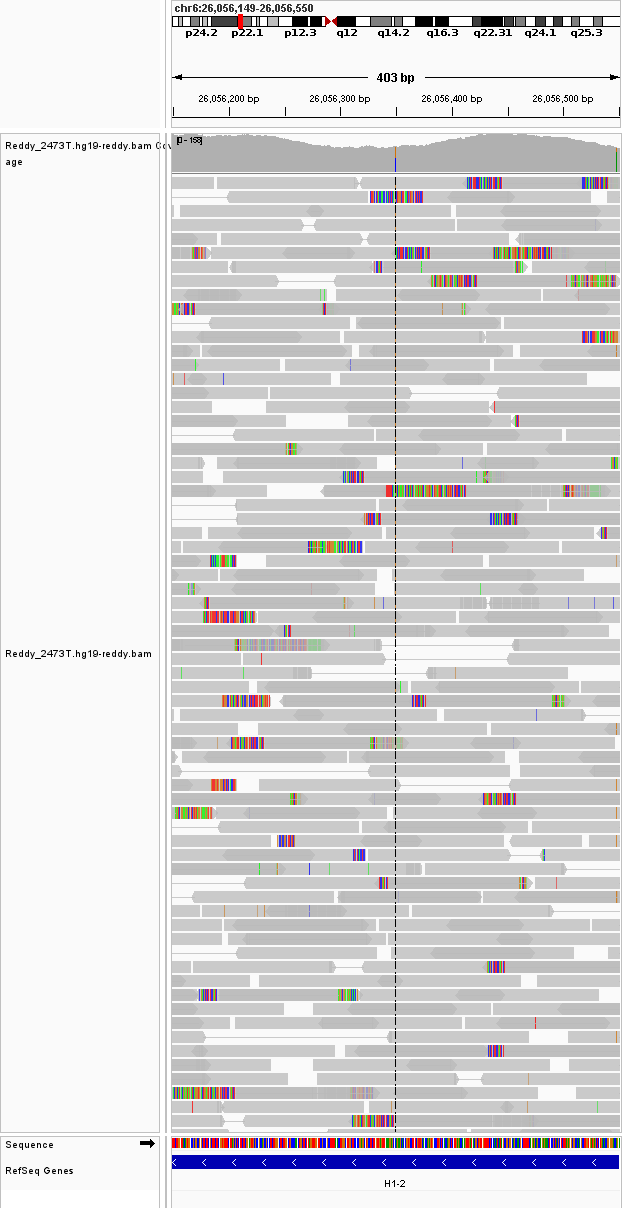 chr6:26,056,149-26,056,550
p24.2 p22.1 p12.3 q12 q14.2 q16.3 q22.31 q24.1 q25.3
403 bp
26,056,200 bp 26,056,300 bp 26,056,400 bp 26,056,500 bp
Reddy_2473T.hg19-reddy.bam Cov
age
[0 - 158]
Reddy_2473T.hg19-reddy.bam
Sequence
RefSeq Genes
H1-2